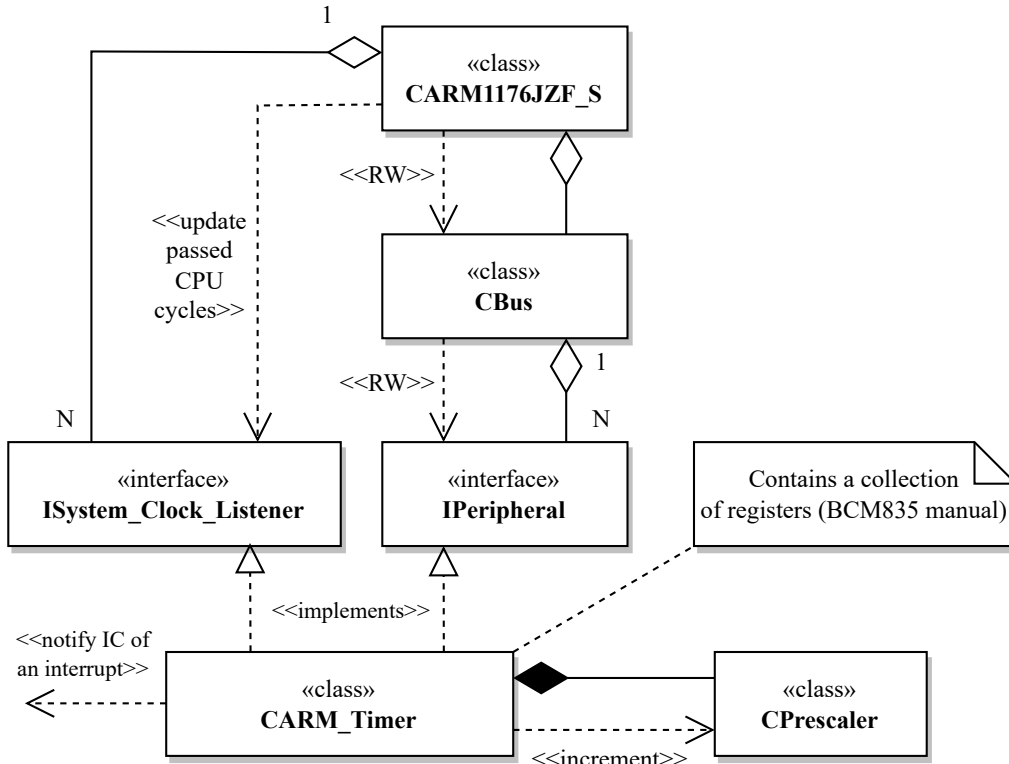 1
«class»
CARM1176JZF_S
<<RW>>
<<update
passed
CPU
cycles>>
«class»
CBus
1
<<RW>>
N
N
«interface»
ISystem_Clock_Listener
«interface»
IPeripheral
Contains a collection
of registers (BCM835 manual)
<<implements>>
<<notify IC of
an interrupt>>
«class»
CARM_Timer
«class»
CPrescaler
<<increment>>